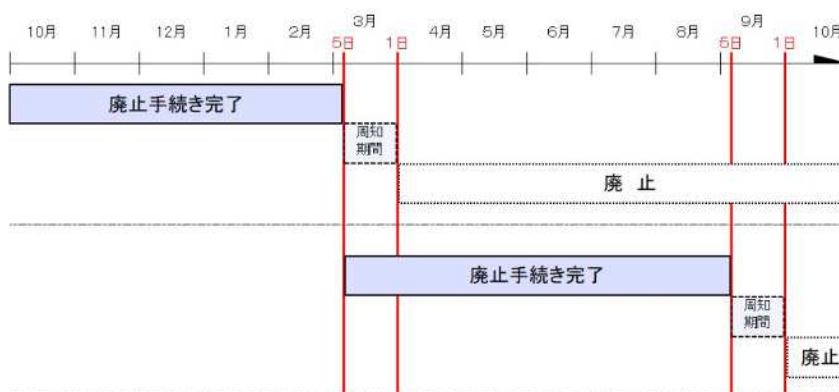 10月 11月 12月 1月 2月 3月 4月 5月 6月 7月 8月 9月 10月
5日 1日 5日 1日
廃止手続き完了
周知
期間
廃 止
廃止手続き完了
周知
期間
廃止